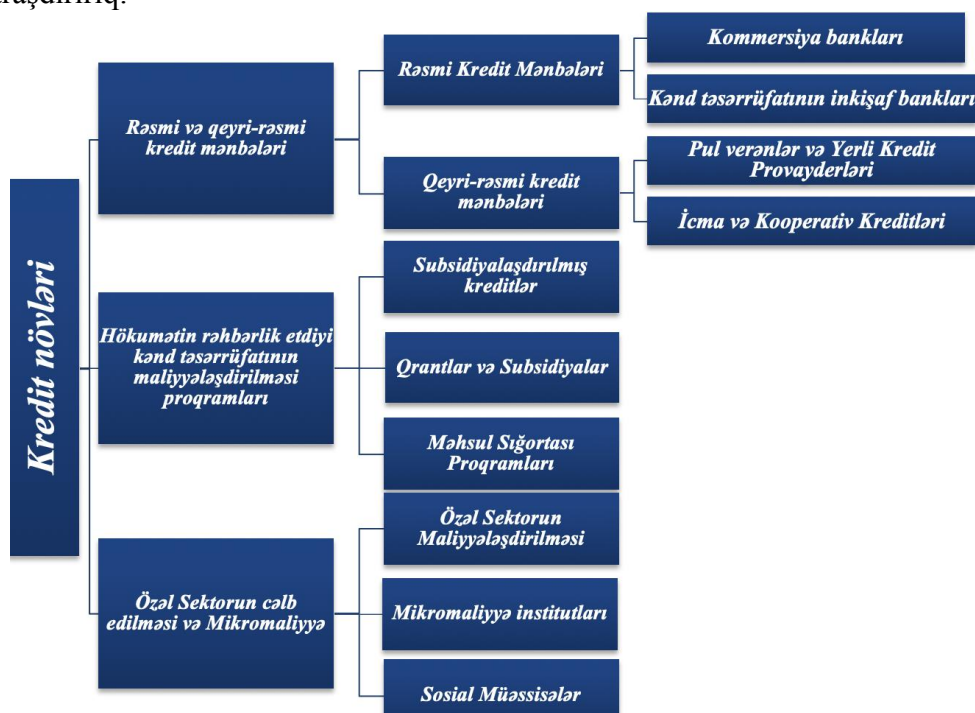 Kredit növləri
Rəsmi və qeyri-rəsmi
kredit mənbələri
Rəsmi Kredit Mənbələri
Kommersiya bankları
Kənd təsərrüfatının inkişaf bankları
Qeyri-rəsmi kredit
mənbələri
Pul verənlər və Yerli Kredit
Provayderləri
İcma və Kooperativ Kreditləri
Hökumətin rəhbərlik etdiyi
kənd təsərrüfatının
maliyyələşdirilməsi
proqramları
Subsidiyalaşdırılmış
kreditlər
Qrantlar və Subsidiyalar
Məhsul Sığortası
Proqramları
Özəl Sektorun cəlb
edilməsi və Mikromaliyyə
Özəl Sektorun
Maliyyələşdirilməsi
Mikromaliyyə institutları
Sosial Müəssisələr